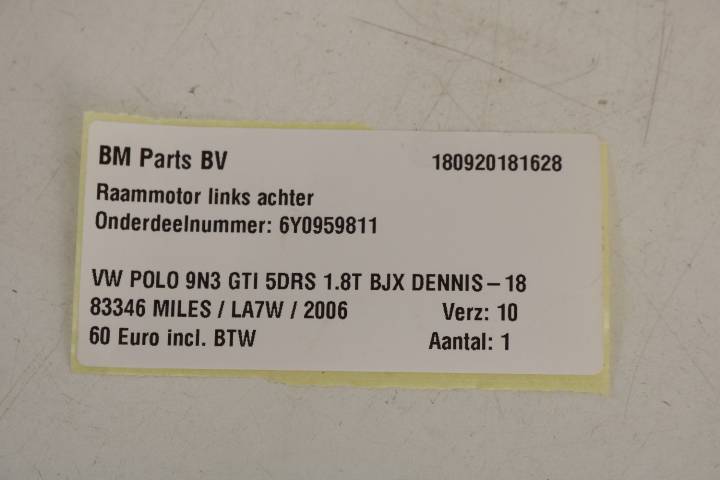 BM Parts BV 180920181628
Raammotor links achter
Onderdeelnummer: 6Y0959811
VW POLO 9N3 GTI 5DRS 1.8T BJX DENNIS-18
83346 MILES / LA7W / 2006 Verz: 10
60 Euro incl. BTW Aantal: 1